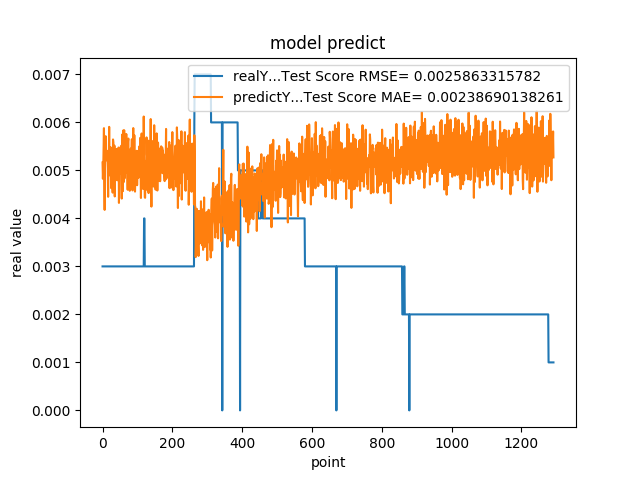 model predict
realY...Test Score RMSE= 0.0025863315782
predictY...Test Score MAE= 0.00238690138261
0.007
0.006
0.005
0.004
0.003
0.002
0.001
0.000
real value
0 200 400 600 800 1000 1200
point